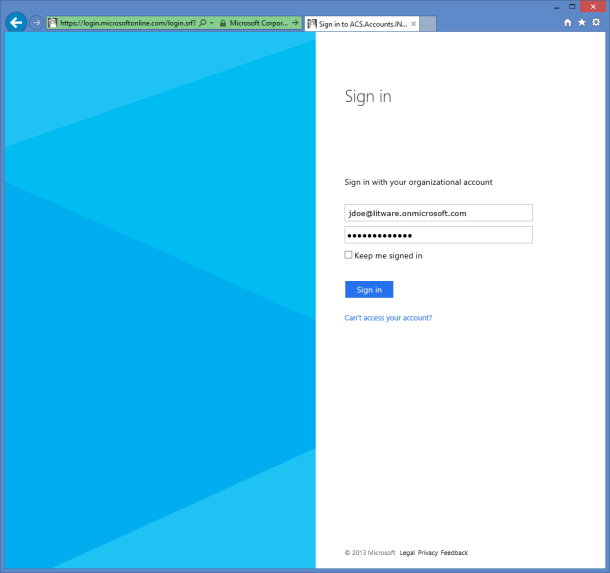 https://login.microsoftonline.com/login.srf? Microsoft Corpor... Sign in to ACS.Accounts.IN...
Sign in
Sign in with your organizational account
jdoe@litware.onmicrosoft.com
•••••••••••••
Keep me signed in
Sign in
Can't access your account?
© 2013 Microsoft Legal Privacy Feedback